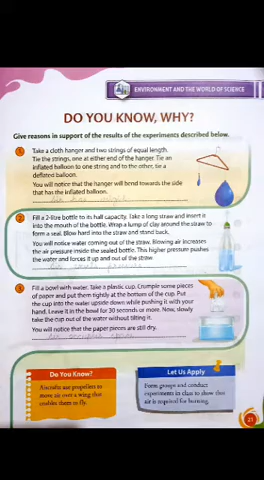 ENVIRONMENT AND THE WORLD OF SCIENCE
DO YOU KNOW, WHY?
Give reasons in support of the results of the experiments described below.
Take a cloth hanger and two strings of equal length.
Tie the strings, one at either end of the hanger. Tie an
inflated balloon to one string and to the other, tie a
deflated balloon.
You will notice that the hanger will bend towards the side
that has the inflated balloon.
Air has weight
Fill a 2-litre bottle to its half capacity. Take a long straw and insert it
into the mouth of the bottle. Wrap a lump of clay around the straw to
form a seal. Blow hard into the straw and stand back.
You will notice water coming out of the straw. Blowing air increases
the air pressure inside the sealed bottle. This higher pressure pushes
the water and forces it up and out of the straw.
Air exerts pressure
Fill a bowl with water. Take a plastic cup. Crumple some pieces
of paper and put them tightly at the bottom of the cup. Put
the cup into the water upside down while pushing it with your
hand. Leave it in the bowl for 30 seconds or more. Now, slowly
take the cup out of the water without tilting it.
You will notice that the paper pieces are still dry.
Air occupies space
Do You Know?
Aircrafts use propellers to
move air over a wing that
enables them to fly.
Let Us Apply
Form groups and conduct
experiments in class to show that
air is required for burning.
21